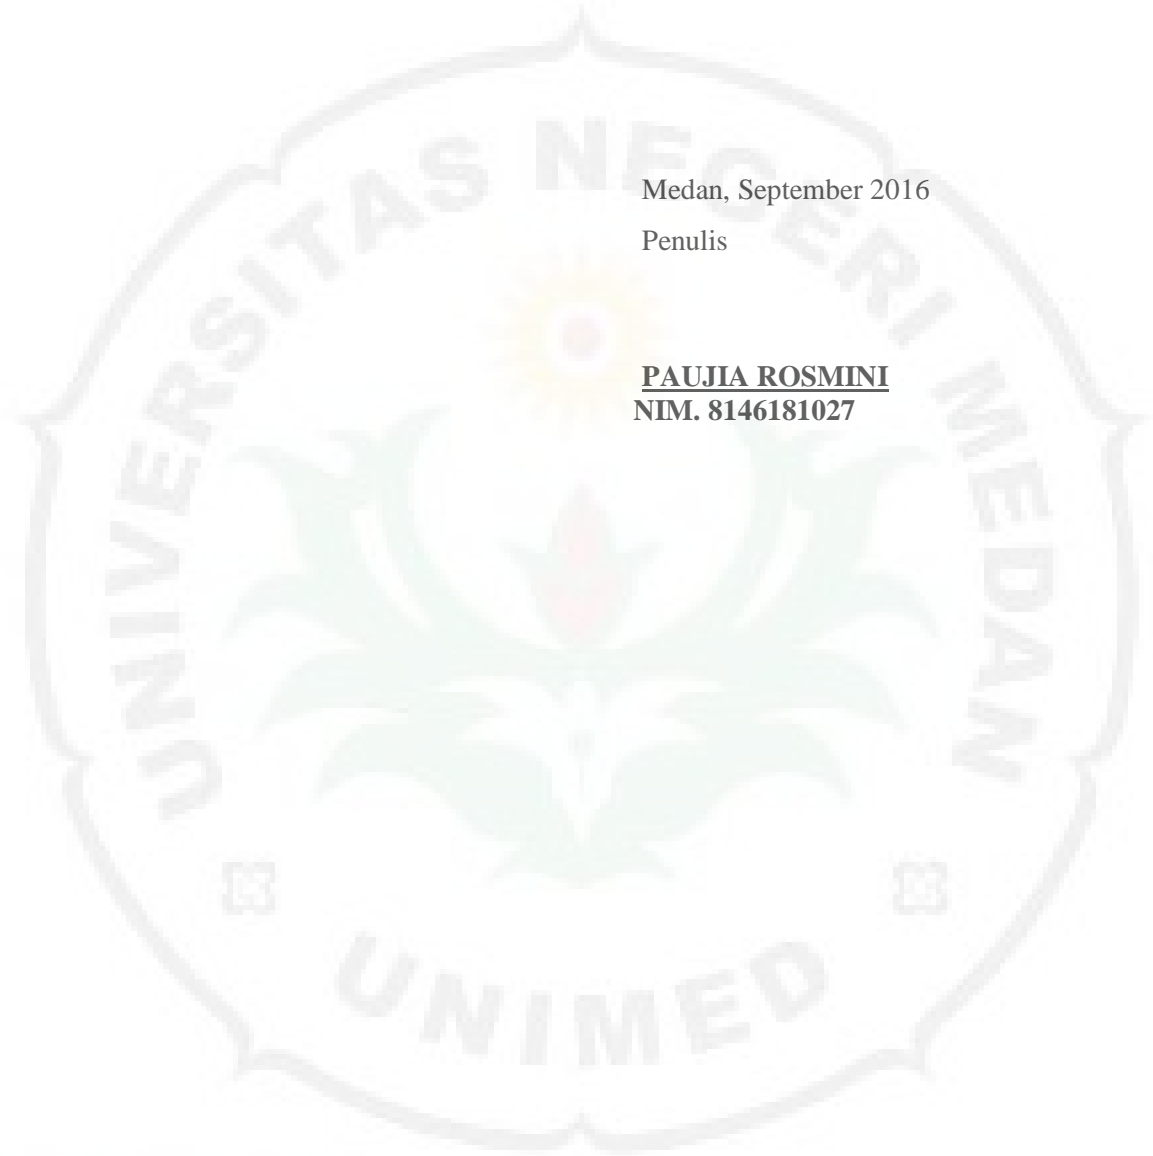 UNIVERSITAS NEGERI MEDAN
Medan, September 2016
Penulis
PAUJIA ROSMINI
NIM. 8146181027
UNIMED